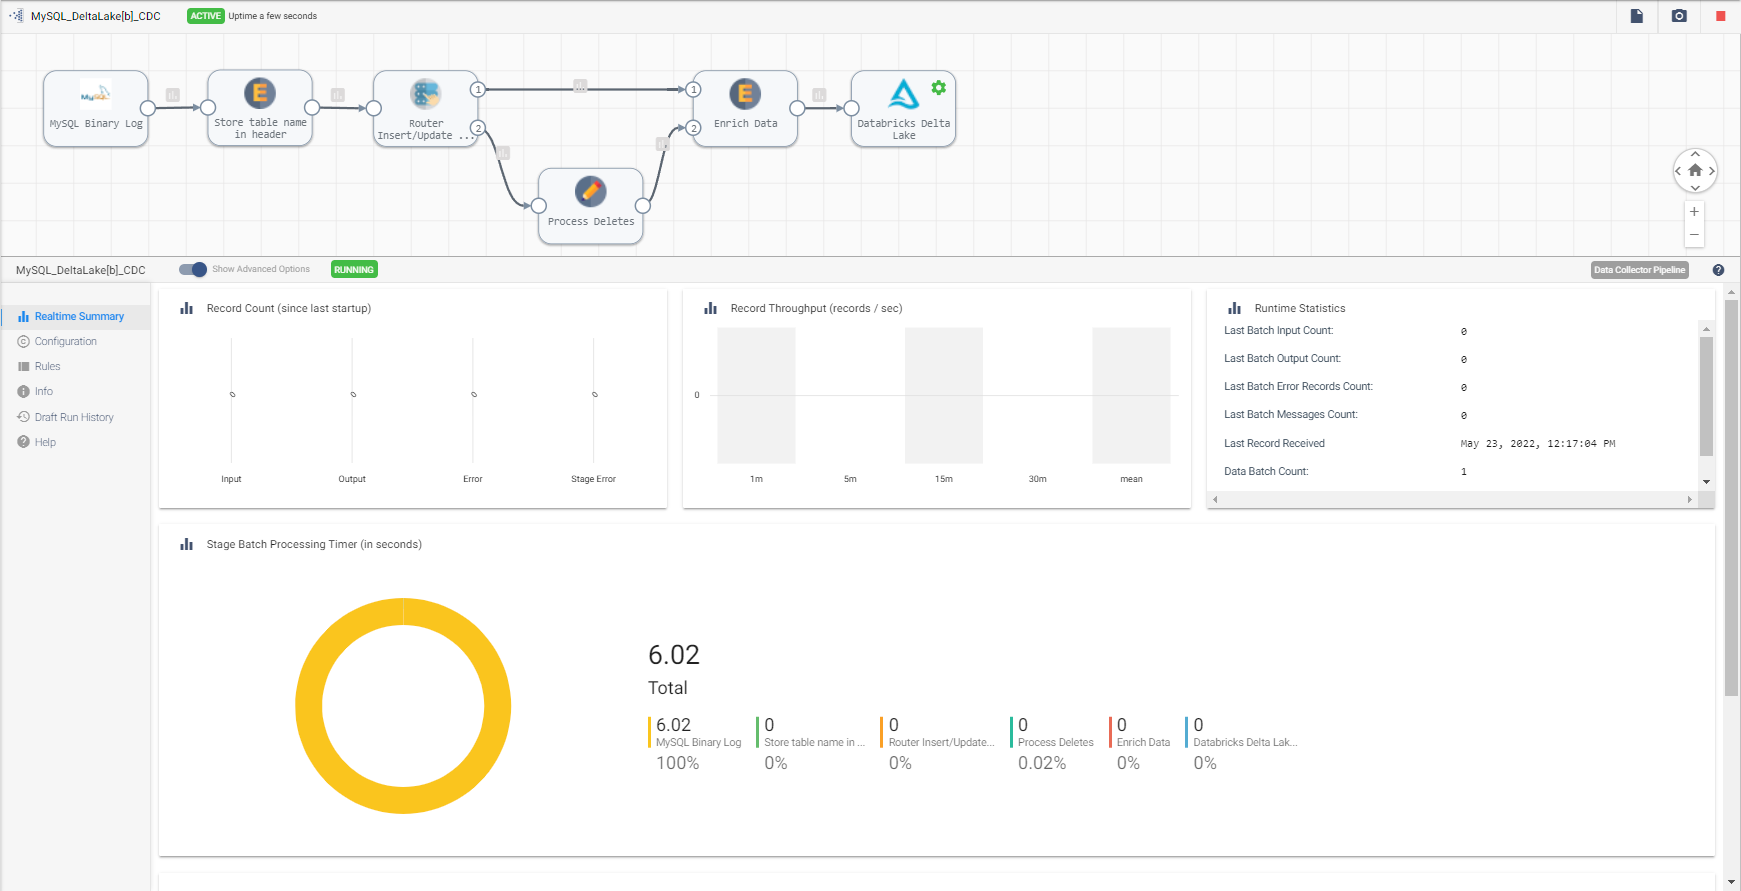 MySQL_DeltaLake[b]_CDC
ACTIVE
Uptime a few seconds
MySQL
MySQL Binary Log
E
Store table name
in header
Router
Insert/Update ...
1
2
Process Deletes
1
2
E
Enrich Data
Databricks Delta
Lake
MySQL_DeltaLake[b]_CDC
Show Advanced Options
RUNNING
Data Collector Pipeline
?
Realtime Summary
Configuration
Rules
Info
Draft Run History
Help
Record Count (since last startup)
0
0
0
0
Input
Output
Error
Stage Error
Record Throughput (records / sec)
0
1m
5m
15m
30m
mean
Runtime Statistics
Last Batch Input Count:
0
Last Batch Output Count:
0
Last Batch Error Records Count:
0
Last Batch Messages Count:
0
Last Record Received
May 23, 2022, 12:17:04 PM
Data Batch Count:
1
Stage Batch Processing Timer (in seconds)
6.02
Total
6.02
MySQL Binary Log
100%
0
Store table name in ...
0%
0
Router Insert/Update...
0%
0
Process Deletes
0.02%
0
Enrich Data
0%
0
Databricks Delta Lak...
0%